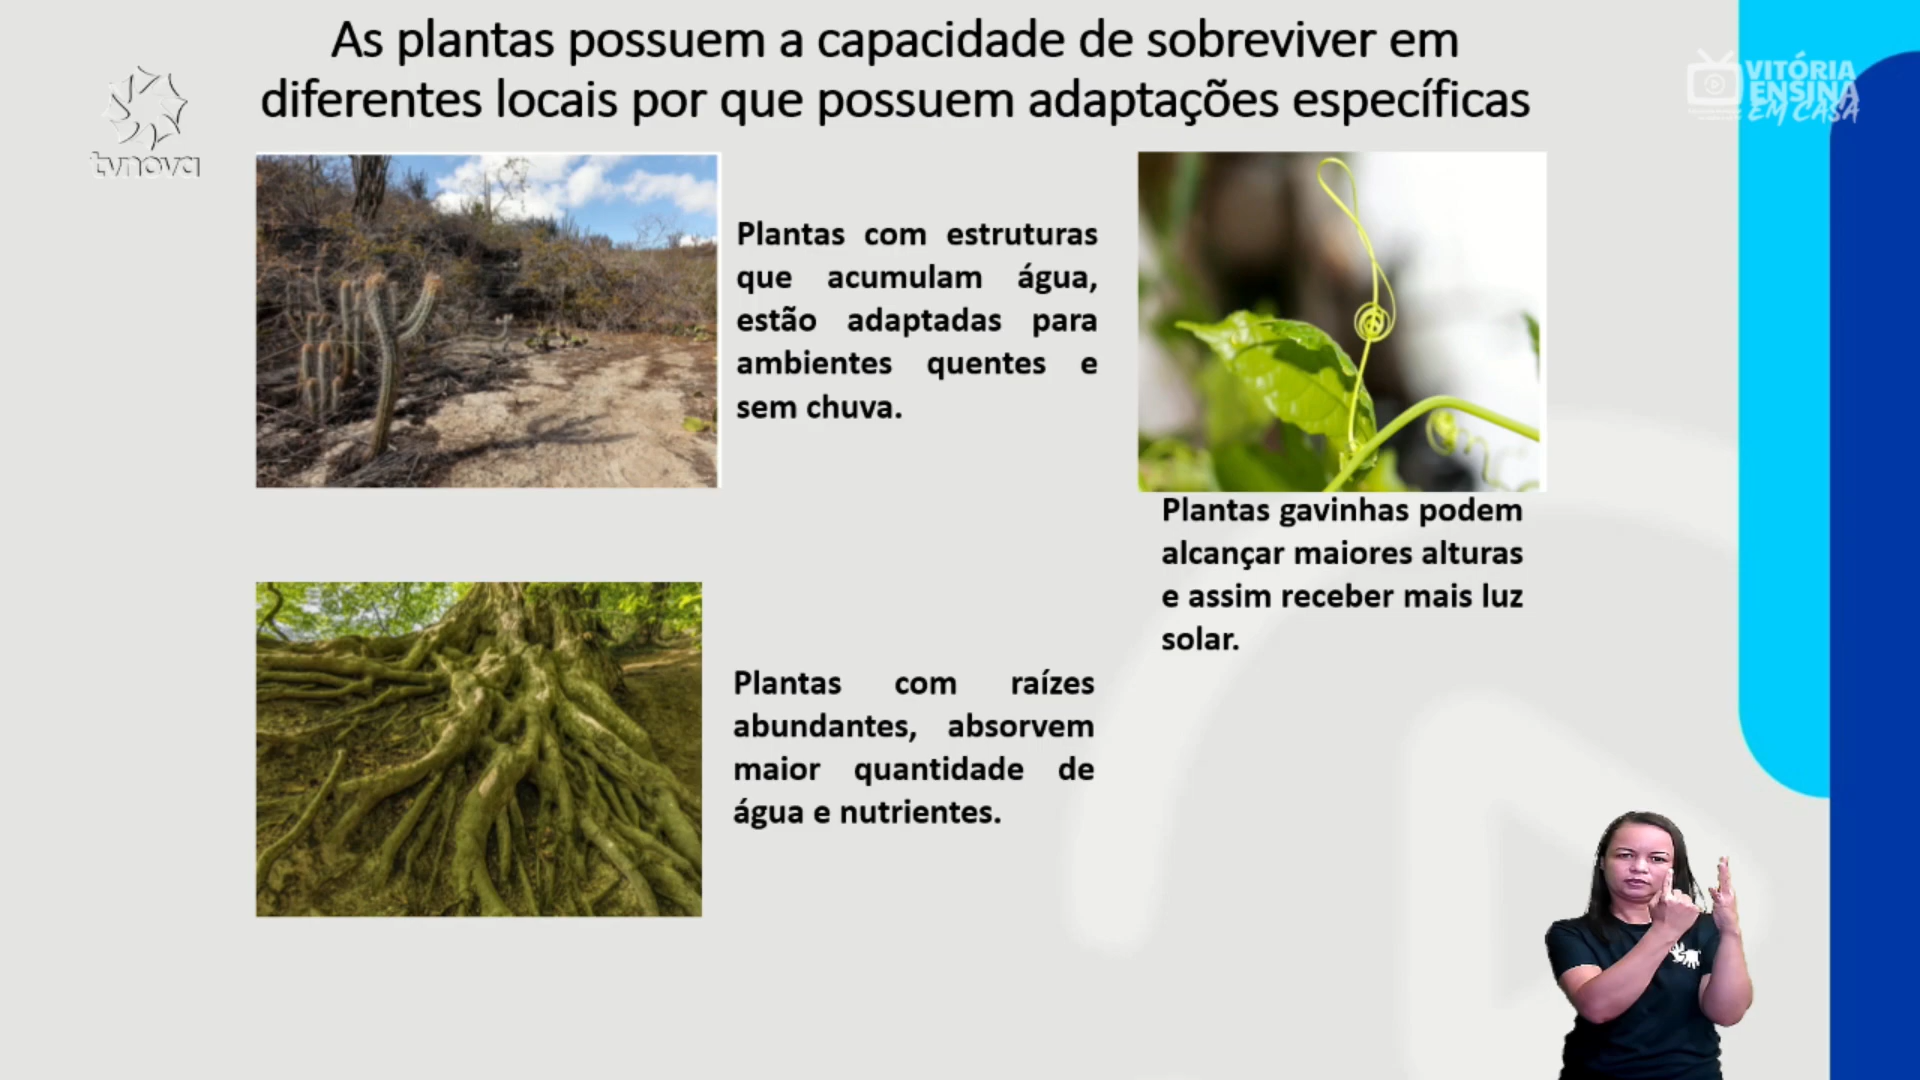 As plantas possuem a capacidade de sobreviver em
diferentes locais por que possuem adaptações específicas
tvnova
VITÓRIA
ENSINA
EM CASA
Plantas com estruturas
que acumulam água,
estão adaptadas para
ambientes quentes e
sem chuva.
Plantas gavinhas podem
alcançar maiores alturas
e assim receber mais luz
solar.
Plantas com raízes
abundantes, absorvem
maior quantidade de
água e nutrientes.